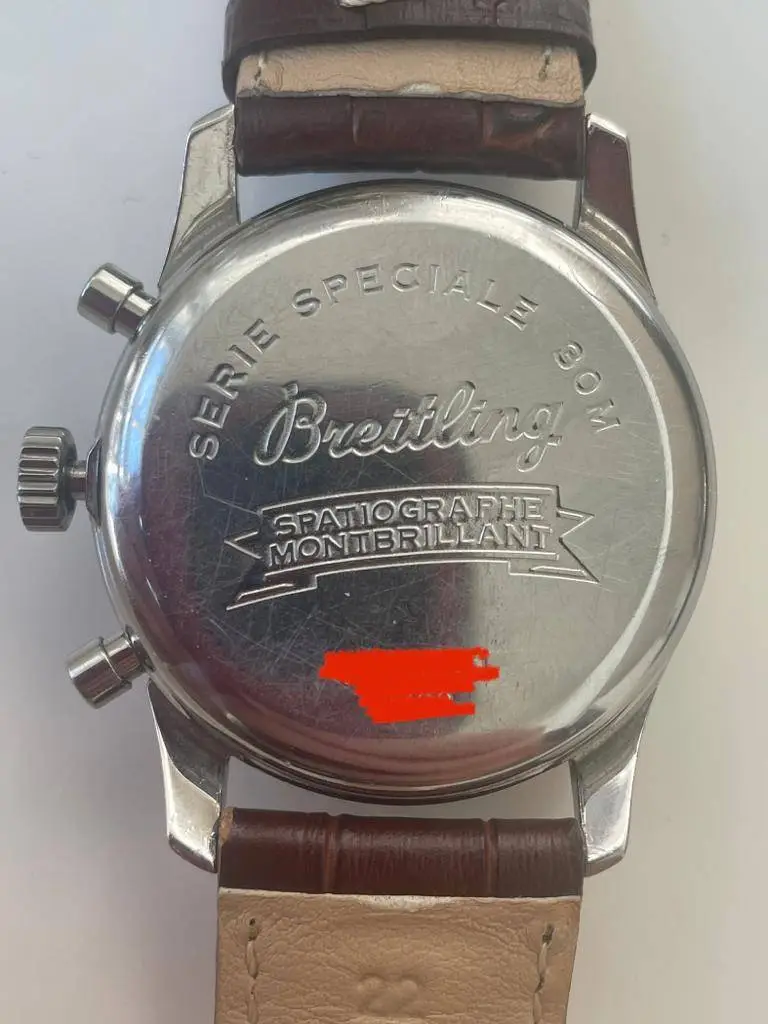 SERIE SPECIALE 30M
Breitling
SPATIOGRAPHE
MONTBRILLANT
22